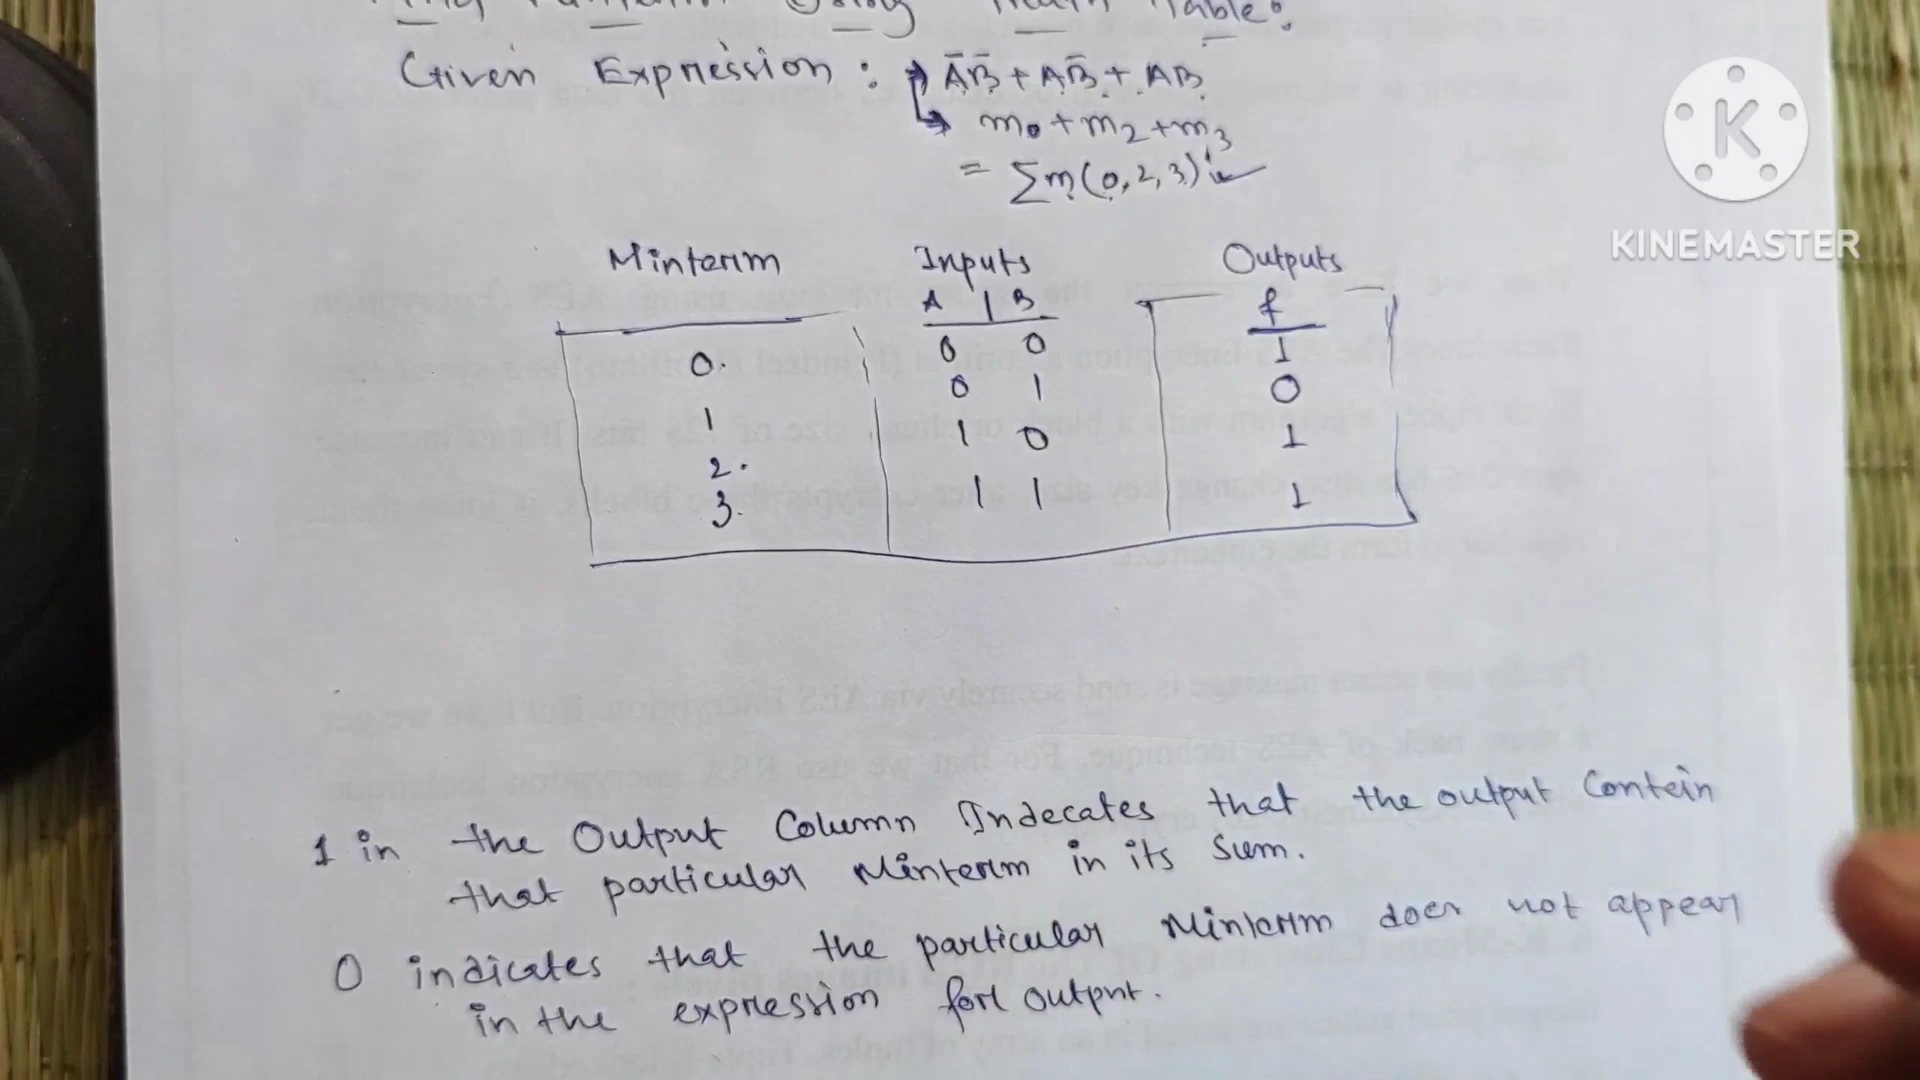 Using Truth Table:
Given Expression : → A̅B̅ + AB̅ + AB
→ m0 + m2 + m3
= Σm(0,2,3)
K
KINEMASTER
Minterm Inputs Outputs
A | B f
0. 0 0 1
1 0 1 0
2. 1 0 1
3. 1 1 1
1 in the Output Column Indecates that the output Contein
that particular Minterm in its Sum.
0 indicates that the particular Minterm does not appear
in the expression for output.